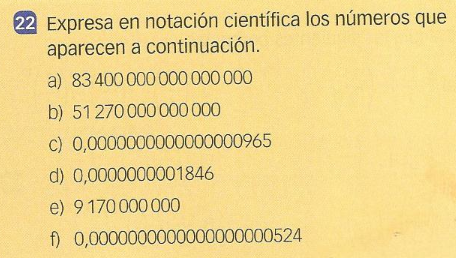 22 Expresa en notación científica los números que
aparecen a continuación.
a) 83 400 000 000 000 000
b) 51 270 000 000 000
c) 0,0000000000000000965
d) 0,0000000001846
e) 9 170 000 000
f) 0,0000000000000000000524